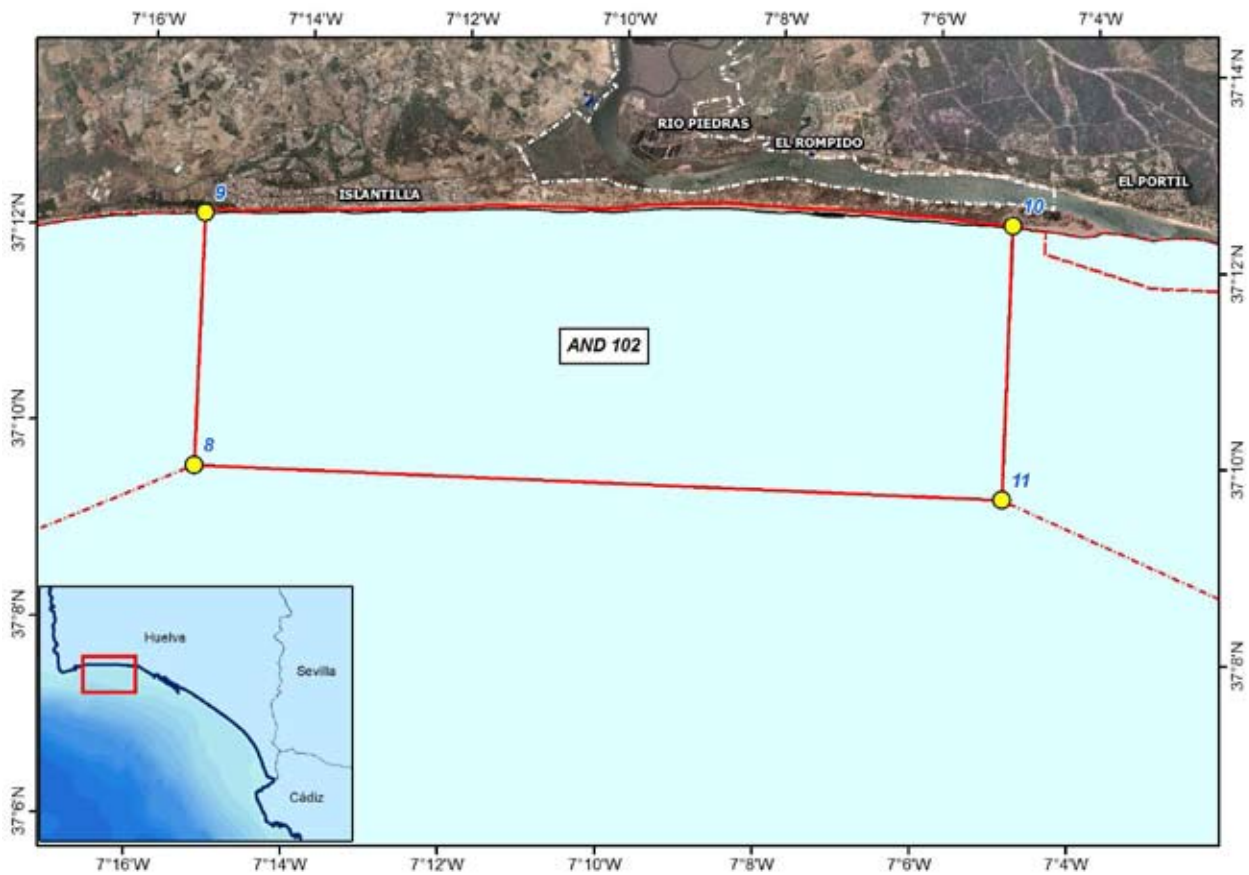 7°16'W 7°14'W 7°12'W 7°10'W 7°8'W 7°6'W 7°4'W
37°14'N
RIO PIEDRAS
EL ROMPIDO
EL PORTIL
ISLANTILLA
9
10
37°12'N
37°12'N
AND 102
37°10'N
8
37°10'N
11
37°8'N
Huelva
Sevilla
37°8'N
Cádiz
37°6'N
7°16'W 7°14'W 7°12'W 7°10'W 7°8'W 7°6'W 7°4'W